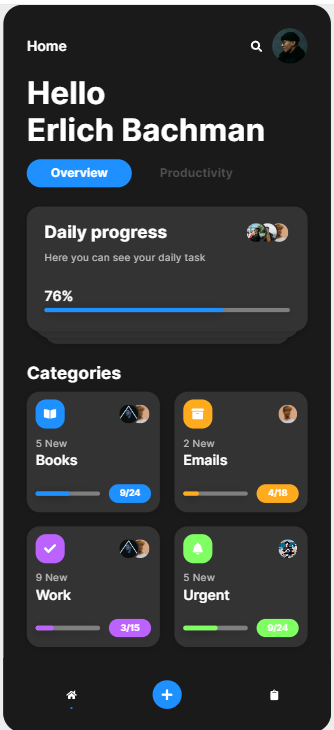 Home
Hello
Erlich Bachman
Overview
Productivity
Daily progress
Here you can see your daily task
76%
Categories
5 New
Books
9/24
2 New
Emails
4/18
9 New
Work
3/15
5 New
Urgent
9/24